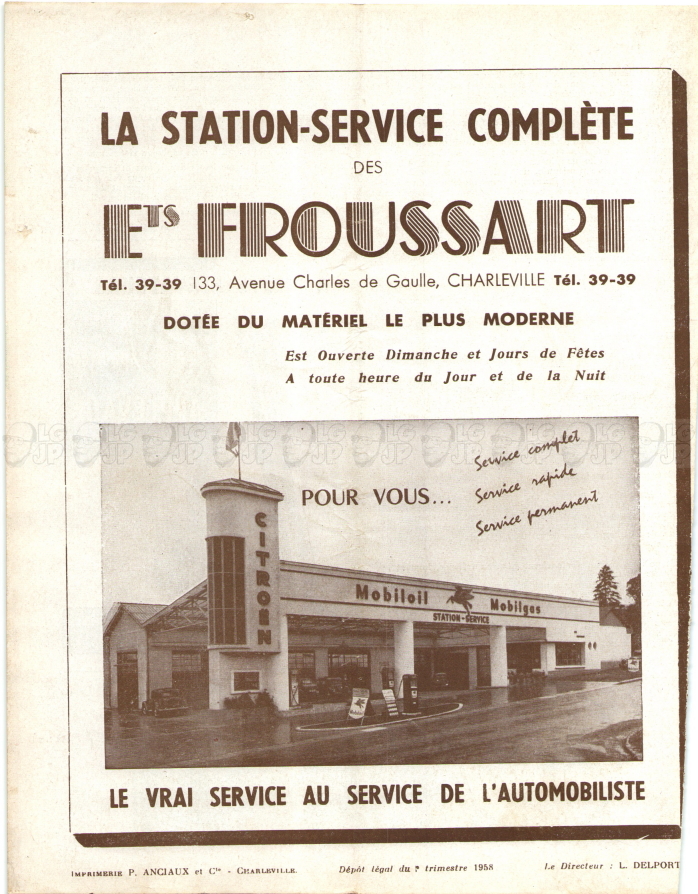 LA STATION-SERVICE COMPLÈTE
DES
Ets FROUSSART
Tél. 39-39 133, Avenue Charles de Gaulle, CHARLEVILLE Tél. 39-39
DOTÉE DU MATÉRIEL LE PLUS MODERNE
Est Ouverte Dimanche et Jours de Fêtes
A toute heure du Jour et de la Nuit
POUR VOUS...
Service complet
Service rapide
Service permanent
CITROËN
Mobiloil Mobilgas
STATION-SERVICE
LE VRAI SERVICE AU SERVICE DE L'AUTOMOBILISTE
IMPRIMERIE P. ANCIAUX et Cie - CHARLEVILLE. Dépôt légal du trimestre 1958 Le Directeur : L. DELPORT